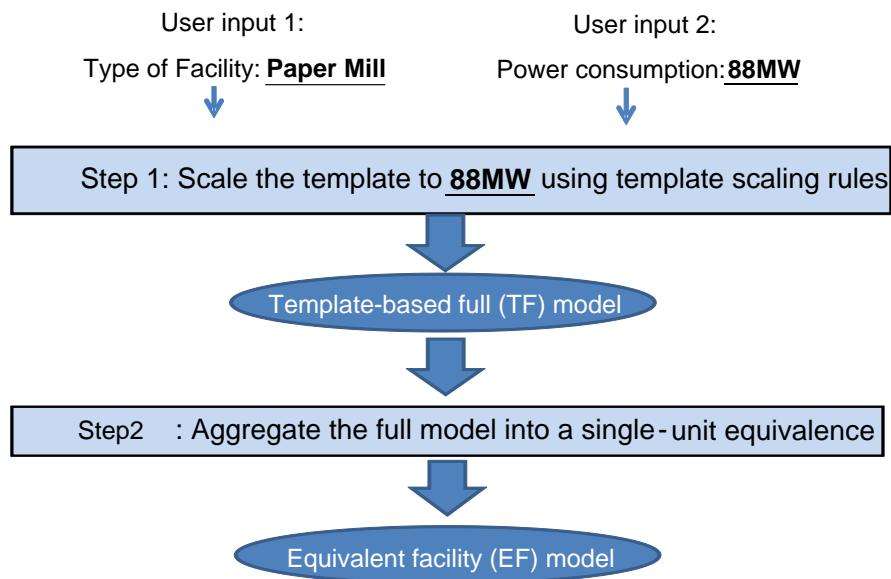 User input 1:
User input 2:
Type of Facility: Paper Mill
Power consumption: 88MW
Step 1: Scale the template to 88MW using template scaling rules
Template-based full (TF) model
Step2 : Aggregate the full model into a single-unit equivalence
Equivalent facility (EF) model